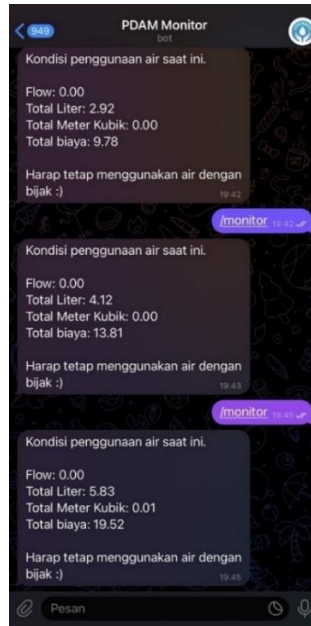 949
PDAM Monitor
bot
Kondisi penggunaan air saat ini.
Flow: 0.00
Total Liter: 2.92
Total Meter Kubik: 0.00
Total biaya: 9.78
Harap tetap menggunakan air dengan
bijak :)
19:42
/monitor 19:42
Kondisi penggunaan air saat ini.
Flow: 0.00
Total Liter: 4.12
Total Meter Kubik: 0.00
Total biaya: 13.81
Harap tetap menggunakan air dengan
bijak :)
19:43
/monitor 19:45
Kondisi penggunaan air saat ini.
Flow: 0.00
Total Liter: 5.83
Total Meter Kubik: 0.01
Total biaya: 19.52
Harap tetap menggunakan air dengan
bijak :)
19:45
Pesan